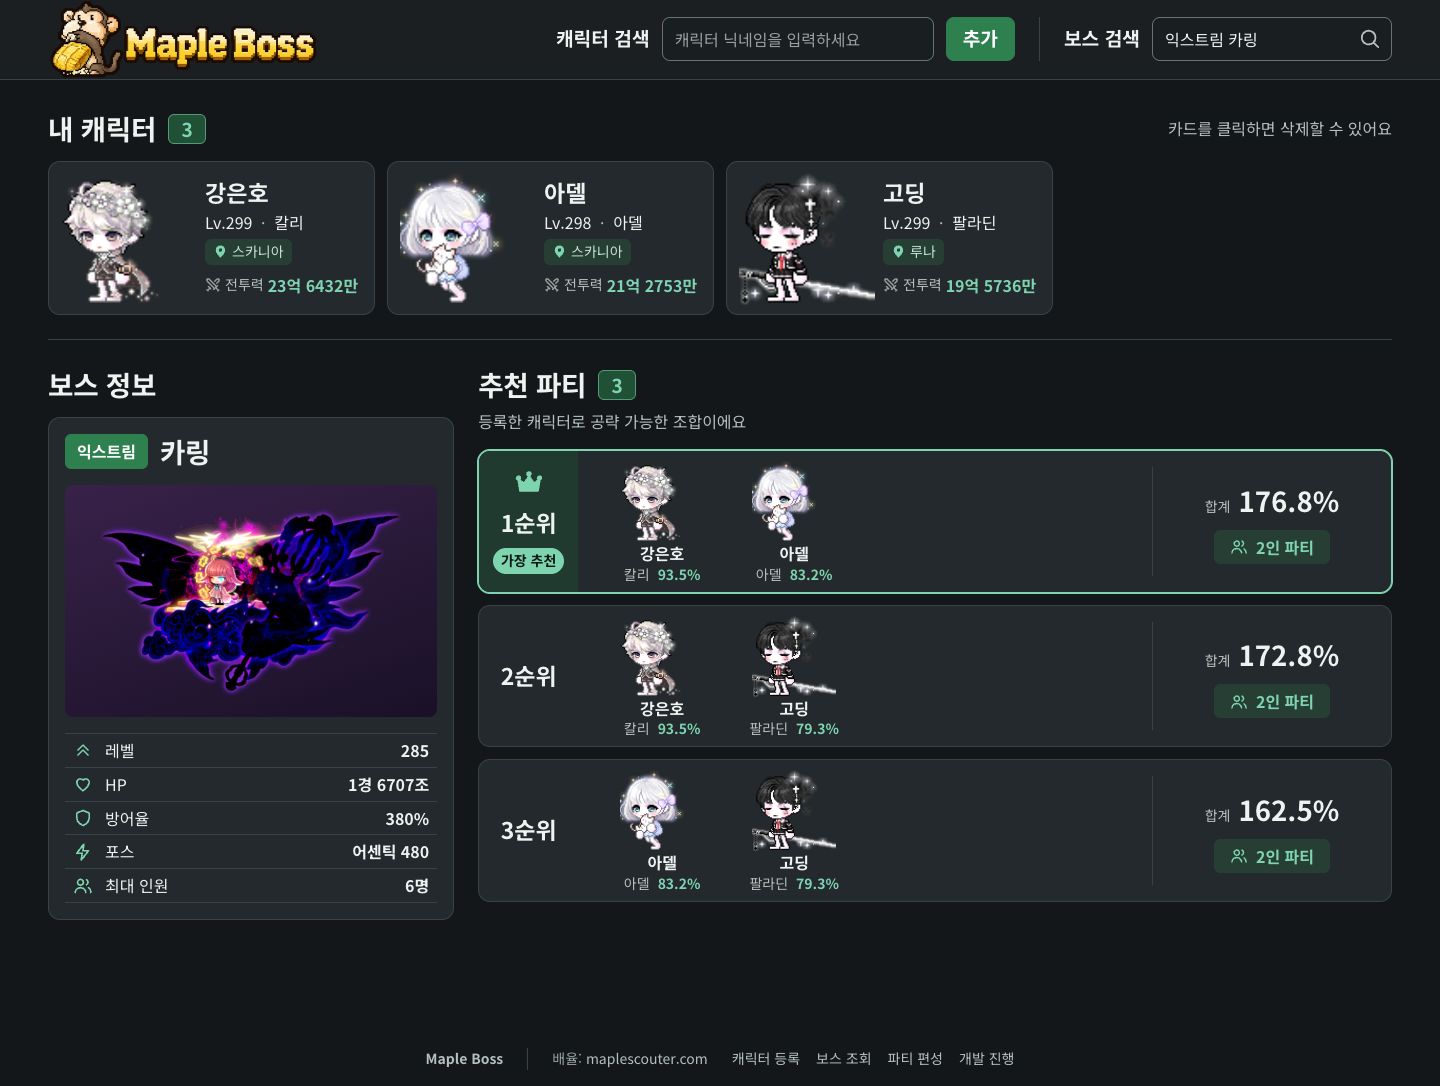 Maple Boss
캐릭터 검색
캐릭터 닉네임을 입력하세요
추가
보스 검색
익스트림 카링
내 캐릭터 3
카드를 클릭하면 삭제할 수 있어요
강은호
Lv.299 · 칼리
스카니아
전투력 23억 6432만
아델
Lv.298 · 아델
스카니아
전투력 21억 2753만
고딩
Lv.299 · 팔라딘
루나
전투력 19억 5736만
보스 정보
익스트림 카링
레벨 285
HP 1경 6707조
방어율 380%
포스 어센틱 480
최대 인원 6명
추천 파티 3
등록한 캐릭터로 공략 가능한 조합이에요
1순위
가장 추천
강은호
칼리 93.5%
아델
아델 83.2%
합계 176.8%
2인 파티
2순위
강은호
칼리 93.5%
고딩
팔라딘 79.3%
합계 172.8%
2인 파티
3순위
아델
아델 83.2%
고딩
팔라딘 79.3%
합계 162.5%
2인 파티
Maple Boss
배율: maplescouter.com
캐릭터 등록 보스 조회 파티 편성 개발 진행